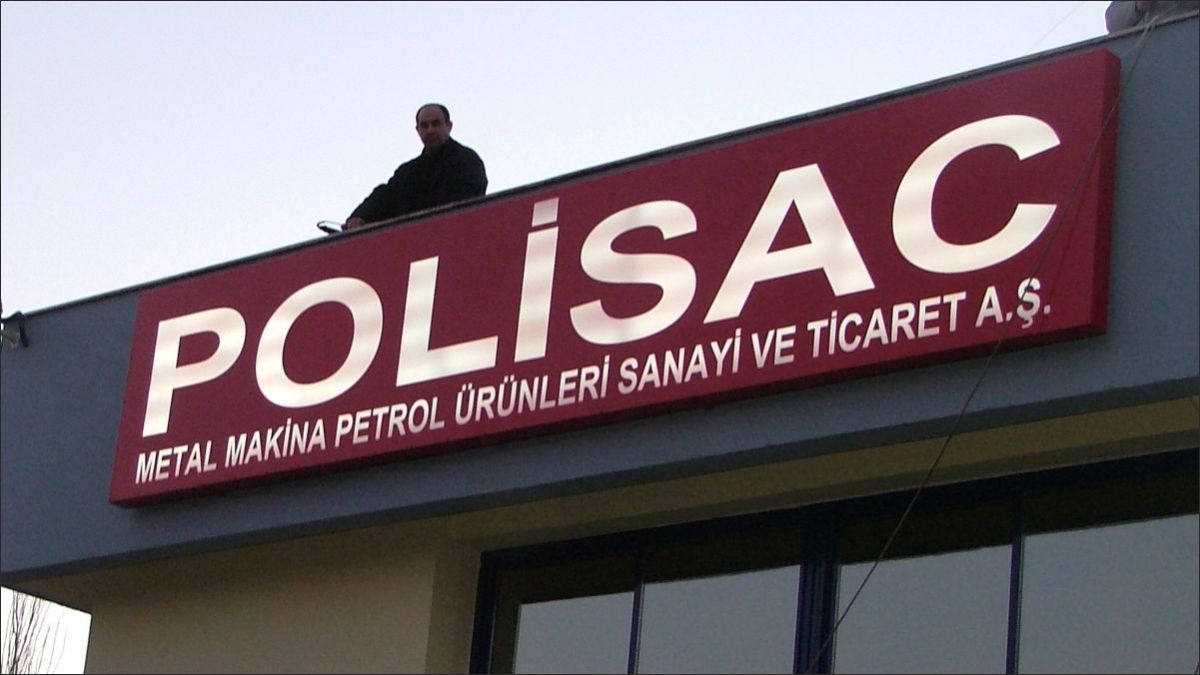 POLİSAC
METAL MAKİNA PETROL ÜRÜNLERİ SANAYİ VE TİCARET A.Ş.